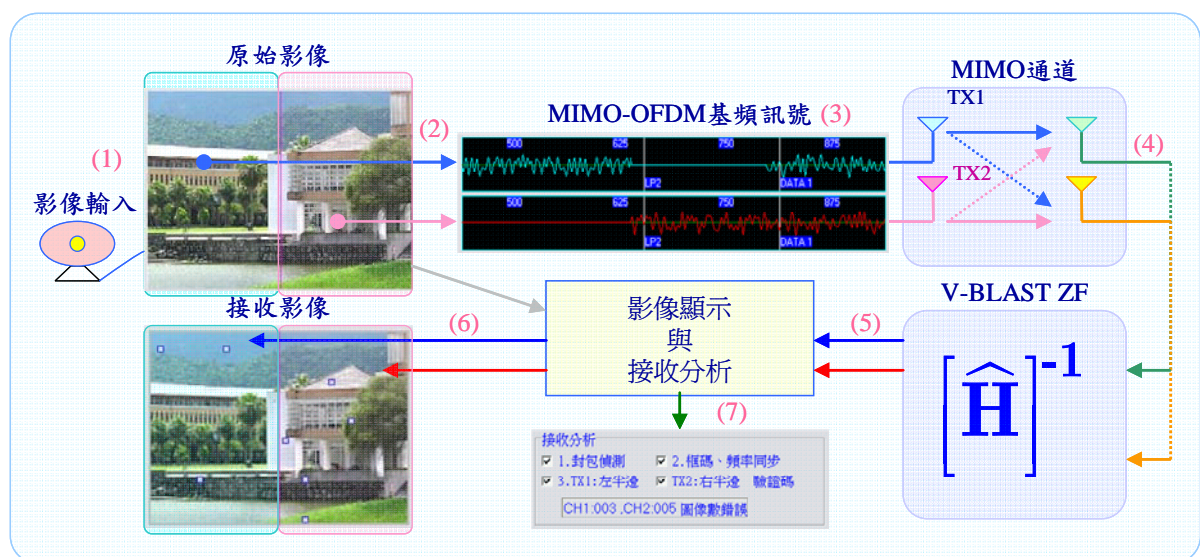 原始影像
MIMO通道
(1)
(2)
MIMO-OFDM基頻訊號 (3)
TX1
TX2
(4)
500 625 750 875
LP2 DATA 1
500 625 750 875
LP2 DATA 1
影像輸入
接收影像
(6)
影像顯示
與
接收分析
(5)
V-BLAST ZF
[Ĥ]-1
(7)
接收分析
1.封包偵測 2.框碼、頻率同步
3.TX1:左半邊 TX2:右半邊 驗證碼
CH1:003 ,CH2:005 圖像數錯誤